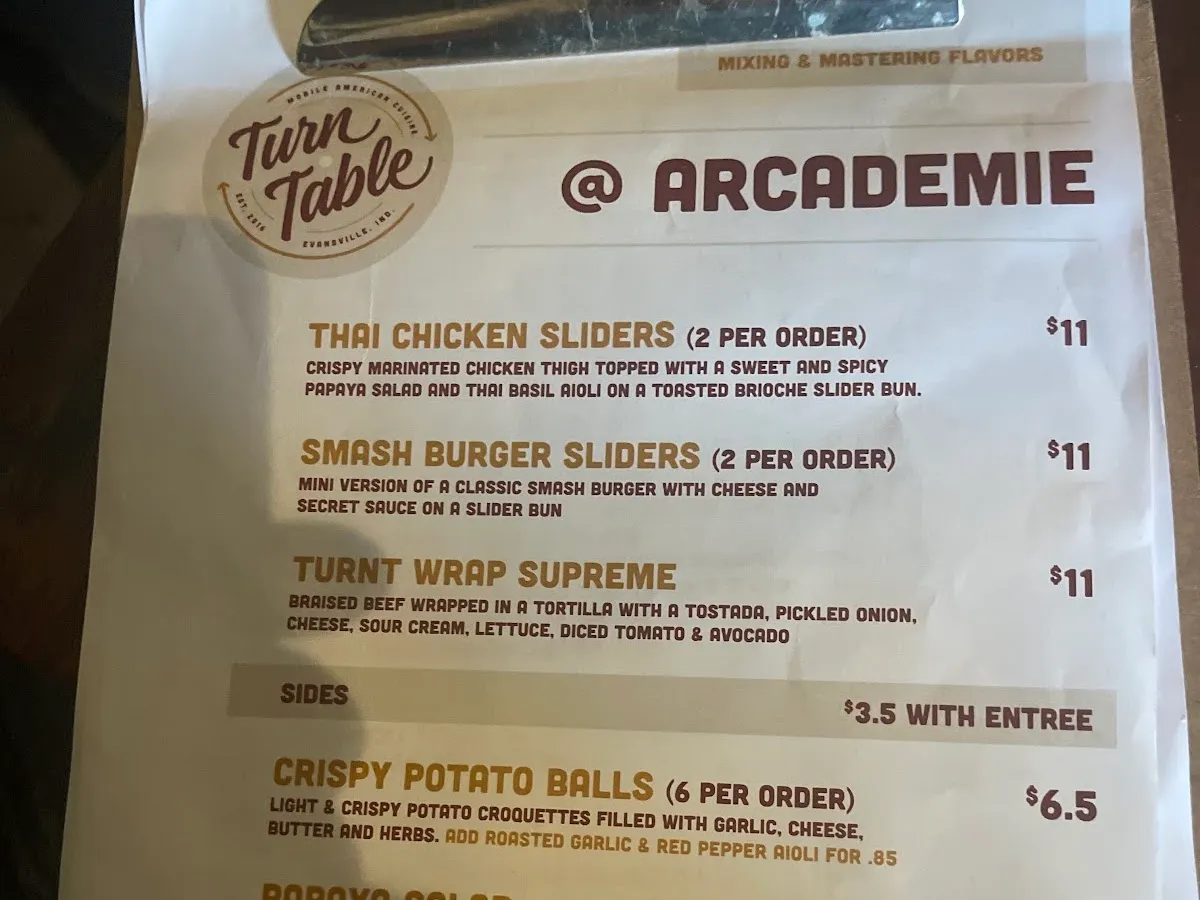 MIXING & MASTERING FLAVORS
MOBILE AMERICAN CUISINE
Turn
Table
EST. 2016
EVANSVILLE, IND.
@ ARCADEMIE
THAI CHICKEN SLIDERS (2 PER ORDER) $11
CRISPY MARINATED CHICKEN THIGH TOPPED WITH A SWEET AND SPICY
PAPAYA SALAD AND THAI BASIL AIOLI ON A TOASTED BRIOCHE SLIDER BUN.
SMASH BURGER SLIDERS (2 PER ORDER) $11
MINI VERSION OF A CLASSIC SMASH BURGER WITH CHEESE AND
SECRET SAUCE ON A SLIDER BUN
TURNT WRAP SUPREME $11
BRAISED BEEF WRAPPED IN A TORTILLA WITH A TOSTADA, PICKLED ONION,
CHEESE, SOUR CREAM, LETTUCE, DICED TOMATO & AVOCADO
SIDES $3.5 WITH ENTREE
CRISPY POTATO BALLS (6 PER ORDER) $6.5
LIGHT & CRISPY POTATO CROQUETTES FILLED WITH GARLIC, CHEESE,
BUTTER AND HERBS. ADD ROASTED GARLIC & RED PEPPER AIOLI FOR .85
PAPAYA SALAD